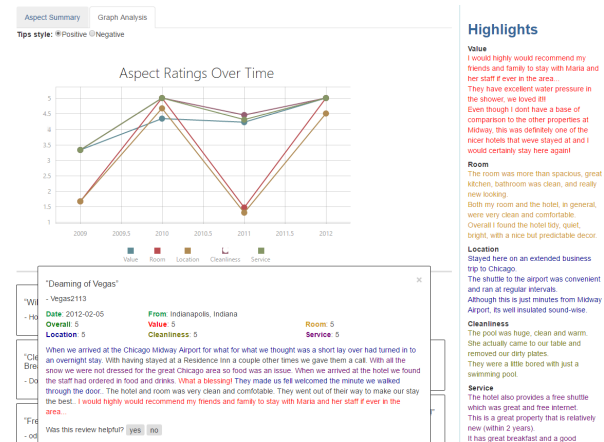 Aspect Summary
Graph Analysis
Tips style: Positive Negative
Aspect Ratings Over Time
5
4.5
4
3.5
3
2.5
2
1.5
1
2009 2009.5 2010 2010.5 2011 2011.5 2012
Value Room Location Cleanliness Service
"Wil
- Ho
"Cle
Brea
- Do
"Fre
- od
"Deaming of Vegas"
×
- Vegas2113
Date: 2012-02-05 From: Indianapolis, Indiana
Overall: 5 Value: 5 Room: 5
Location: 5 Cleanliness: 5 Service: 5
When we arrived at the Chicago Midway Airport for what for what we thought was a short lay over had turned in to
an overnight stay. With having stayed at a Residence Inn a couple other times we gave them a call. With all the
snow we were not dressed for the great Chicago area so food was an issue. When we arrived at the hotel we found
the staff had ordered in food and drinks. What a blessing! They made us fell welcomed the minute we walked
through the door.. The hotel and room was very clean and comfotable. They went out of their way to make our stay
the best.. I would highly would recommend my friends and family to stay with Maria and her staff if ever in the
area...
Was this review helpful? yes no
Highlights
Value
I would highly would recommend my
friends and family to stay with Maria and
her staff if ever in the area...
They have excellent water pressure in
the shower, we loved it!!
Even though I dont have a base of
comparison to the other properties at
Midway, this was definitely one of the
nicer hotels that were stayed at and I
would certainly stay here again!
Room
The room was more than spacious, great
kitchen, bathroom was clean, and really
new looking.
Both my room and the hotel, in general,
were very clean and comfortable.
Overall I found the hotel tidy, quiet,
bright, with a nice but predictable decor.
Location
Stayed here on an extended business
trip to Chicago.
The shuttle to the airport was convenient
and ran at regular intervals.
Although this is just minutes from Midway
Airport, its well insulated sound-wise.
Cleanliness
The pool was huge, clean and warm.
She actually came to our table and
removed our dirty plates.
They were a little bored with just a
swimming pool.
Service
The hotel also provides a free shuttle
which was great and free internet.
This is a great property that is relatively
new (within 2 years).
It has great breakfast and a good